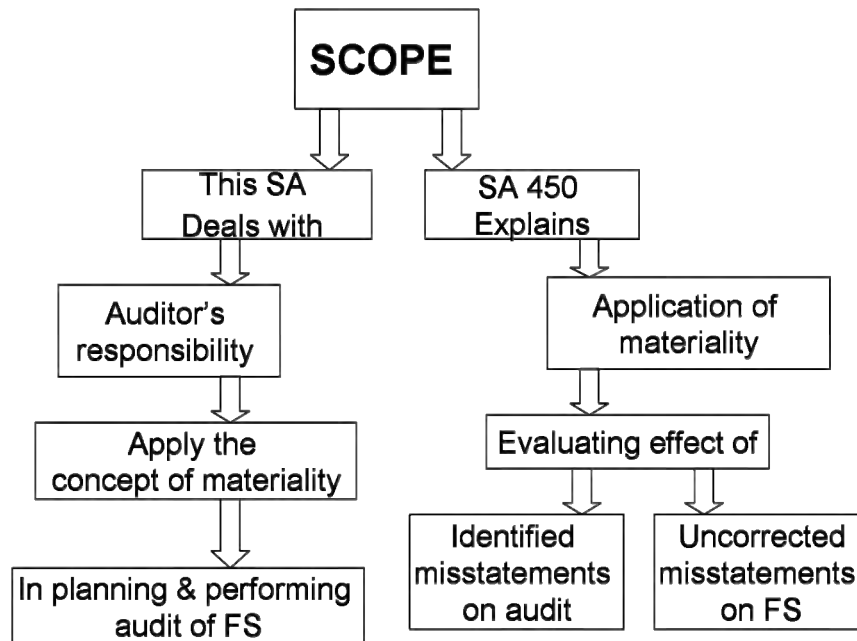 SCOPE
This SA
Deals with
Auditor's
responsibility
Apply the
concept of materiality
In planning & performing
audit of FS
SA 450
Explains
Application of
materiality
Evaluating effect of
Identified
misstatements
on audit
Uncorrected
misstatements
on FS